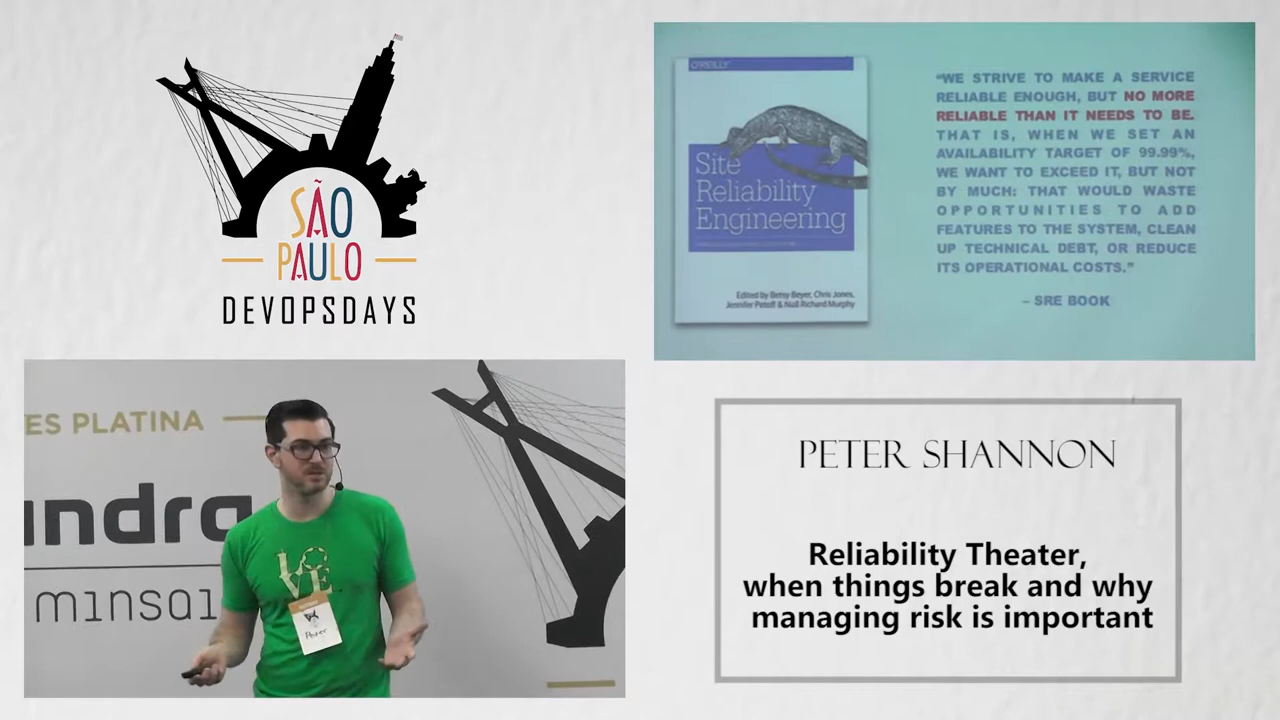 SÃO
PAULO
DEVOPSDAYS
O'REILLY
Site
Reliability
Engineering
Edited by Betsy Beyer, Chris Jones,
Jennifer Petoff & Niall Richard Murphy
“WE STRIVE TO MAKE A SERVICE
RELIABLE ENOUGH, BUT NO MORE
RELIABLE THAN IT NEEDS TO BE.
THAT IS, WHEN WE SET AN
AVAILABILITY TARGET OF 99.99%,
WE WANT TO EXCEED IT, BUT NOT
BY MUCH: THAT WOULD WASTE
OPPORTUNITIES TO ADD
FEATURES TO THE SYSTEM, CLEAN
UP TECHNICAL DEBT, OR REDUCE
ITS OPERATIONAL COSTS.”
– SRE BOOK
ES PLATINA
indra
minsai
LOVE
Peter
PETER SHANNON
Reliability Theater,
when things break and why
managing risk is important